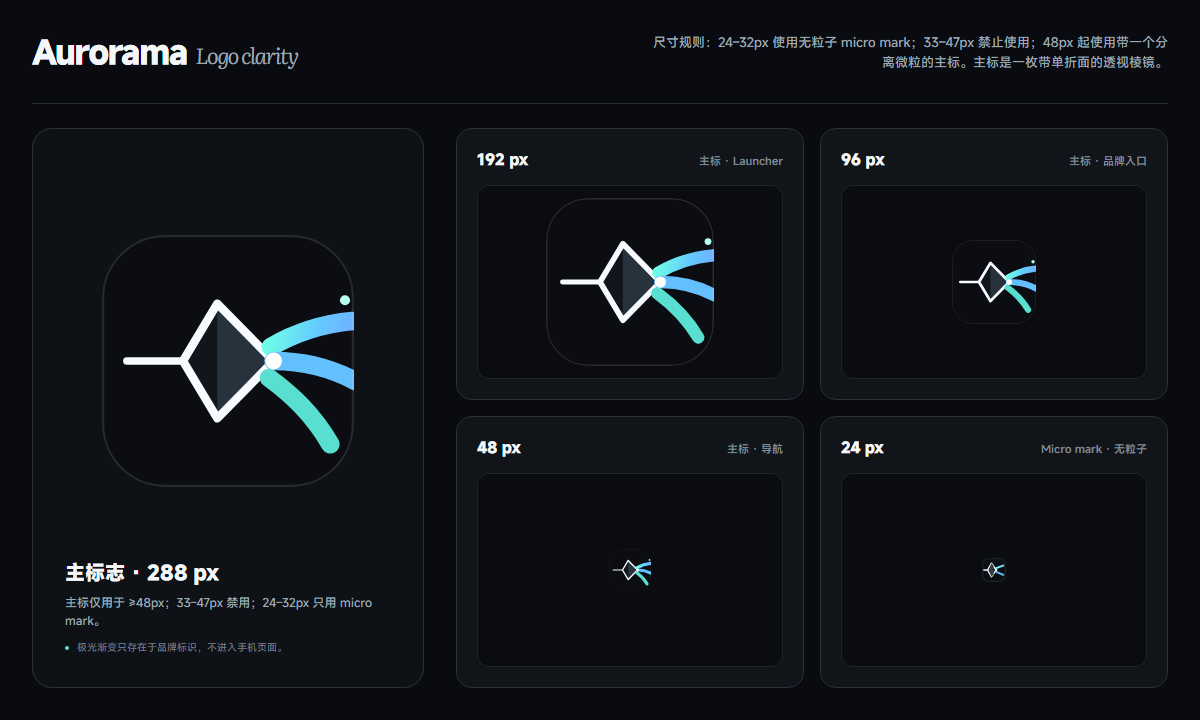 Aurorama Logo clarity
尺寸规则：24–32px 使用无粒子 micro mark；33–47px 禁止使用；48px 起使用带一个分
离微粒的主标。主标是一枚带单折面的透视棱镜。
主标志 · 288 px
主标仅用于 ≥48px；33–47px 禁用；24–32px 只用 micro
mark。
极光渐变只存在于品牌标识，不进入手机页面。
192 px
主标 · Launcher
96 px
主标 · 品牌入口
48 px
主标 · 导航
24 px
Micro mark · 无粒子